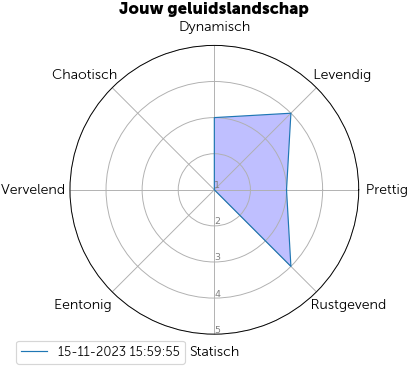 Jouw geluidslandschap
Dynamisch
Chaotisch
Levendig
Vervelend
1
Prettig
2
3
4
Eentonig
Rustgevend
5
15-11-2023 15:59:55
Statisch